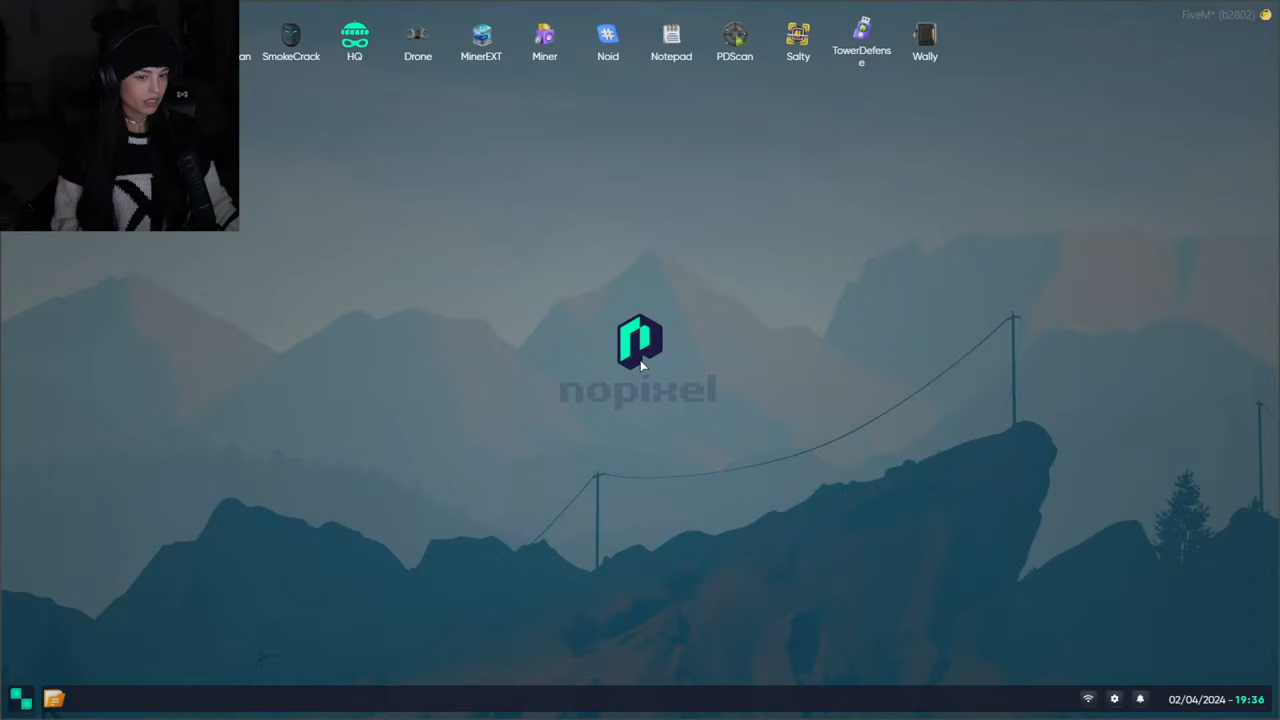 FiveM* (b2802)
an
SmokeCrack
HQ
Drone
MinerEXT
Miner
Noid
Notepad
PDScan
Salty
TowerDefens
e
Wally
nopixel
02/04/2024 - 19:36